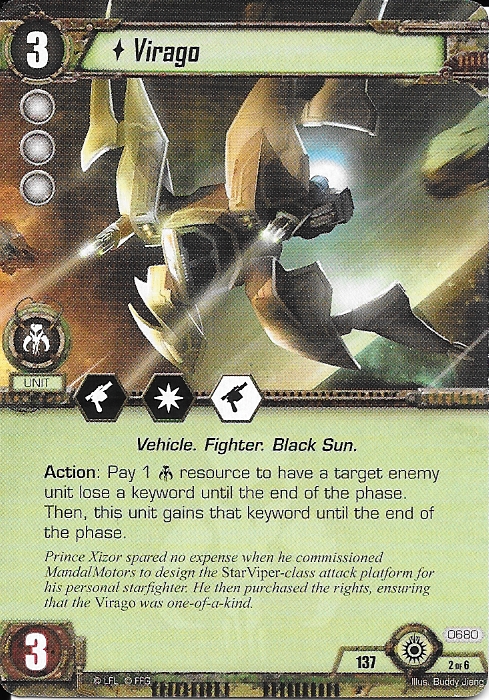 3
Virago
UNIT
Vehicle. Fighter. Black Sun.
Action: Pay 1 resource to have a target enemy
unit lose a keyword until the end of the phase.
Then, this unit gains that keyword until the end of
the phase.
Prince Xizor spared no expense when he commissioned
MandalMotors to design the StarViper-class attack platform for
his personal starfighter. He then purchased the rights, ensuring
that the Virago was one-of-a-kind.
3
© LFL © FFG
137
0680
2 of 6
Illus. Buddy Jiang